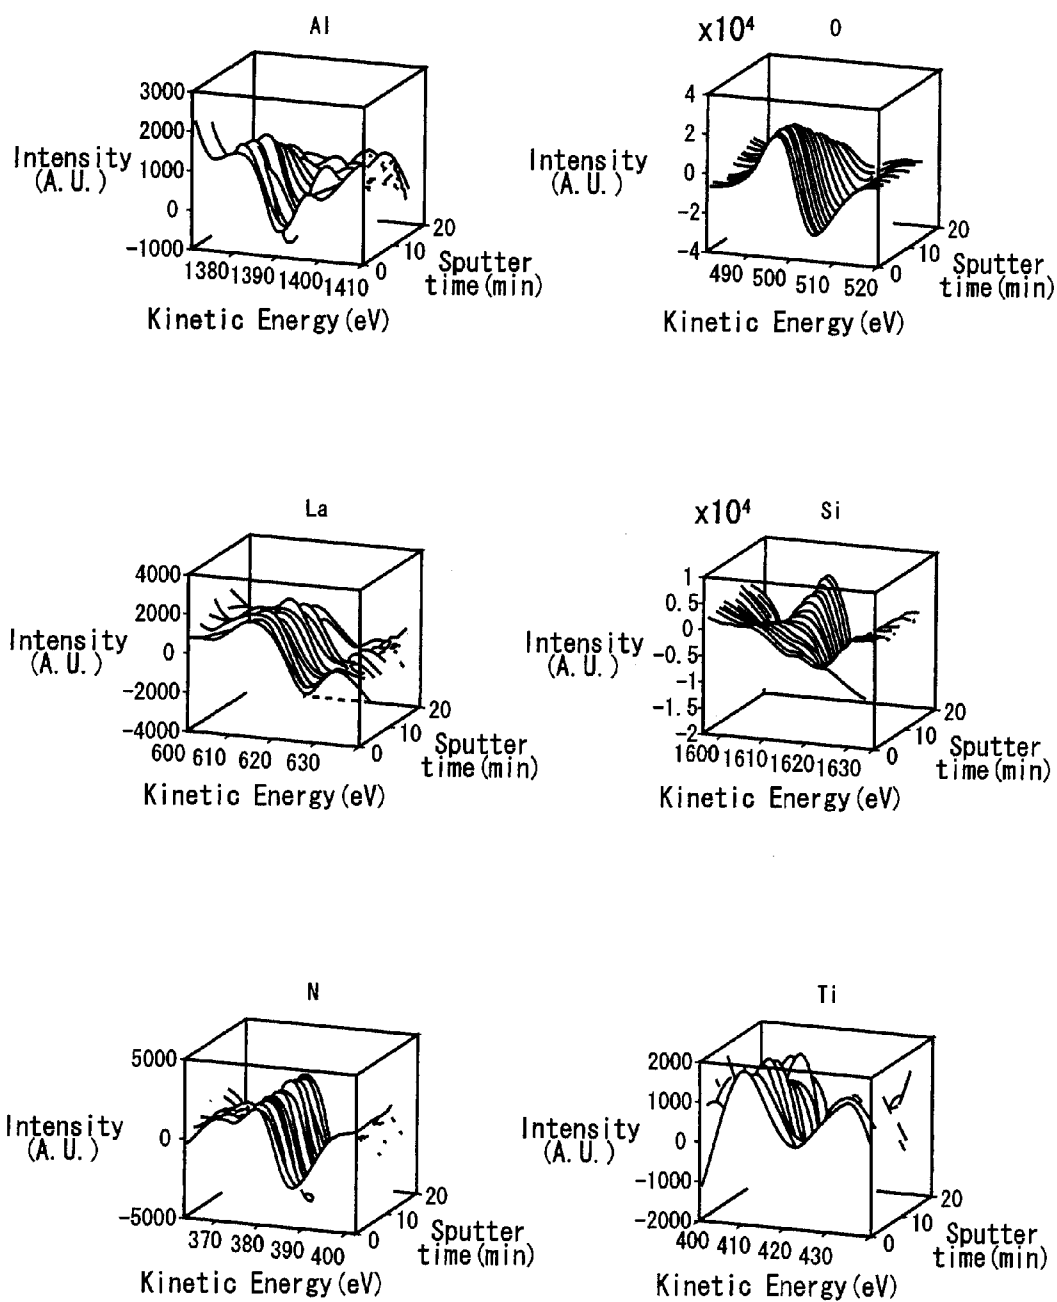 Al
3000
2000
1000
0
-1000
Intensity
(A. U.)
1380 1390 1400 1410
0 10 20
Sputter
time(min)
Kinetic Energy(eV)
x10⁴
O
4
2
0
-2
-4
Intensity
(A. U.)
490 500 510 520
0 10 20
Sputter
time(min)
Kinetic Energy(eV)
La
4000
2000
0
-2000
-4000
Intensity
(A. U.)
600 610 620 630
0 10 20
Sputter
time(min)
Kinetic Energy(eV)
x10⁴
Si
1
0.5
0
-0.5
-1
-1.5
-2
Intensity
(A. U.)
1600 1610 1620 1630
0 10 20
Sputter
time(min)
Kinetic Energy(eV)
N
5000
0
-5000
Intensity
(A. U.)
370 380 390 400
0 10 20
Sputter
time(min)
Kinetic Energy(eV)
Ti
2000
1000
0
-1000
-2000
Intensity
(A. U.)
400 410 420 430
0 10 20
Sputter
time(min)
Kinetic Energy(eV)